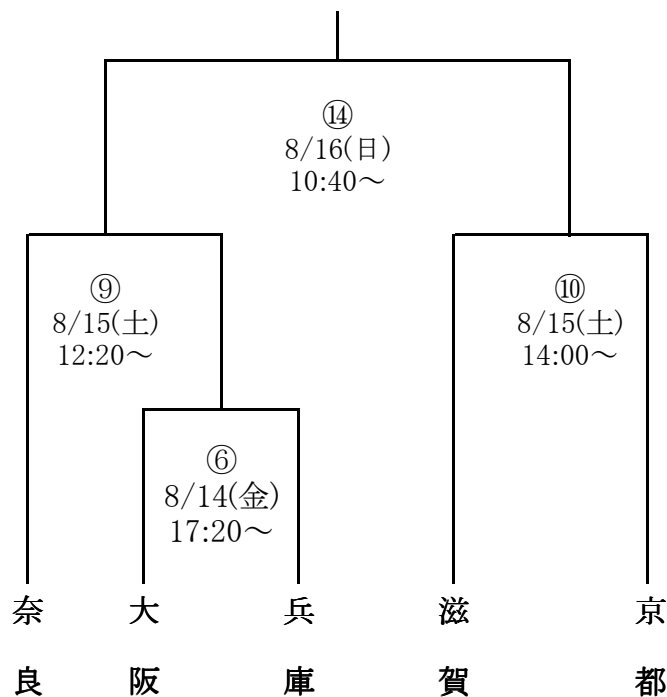 ⑭
8/16(日)
10:40～
⑨
8/15(土)
12:20～
⑩
8/15(土)
14:00～
⑥
8/14(金)
17:20～
奈良
大阪
兵庫
滋賀
京都